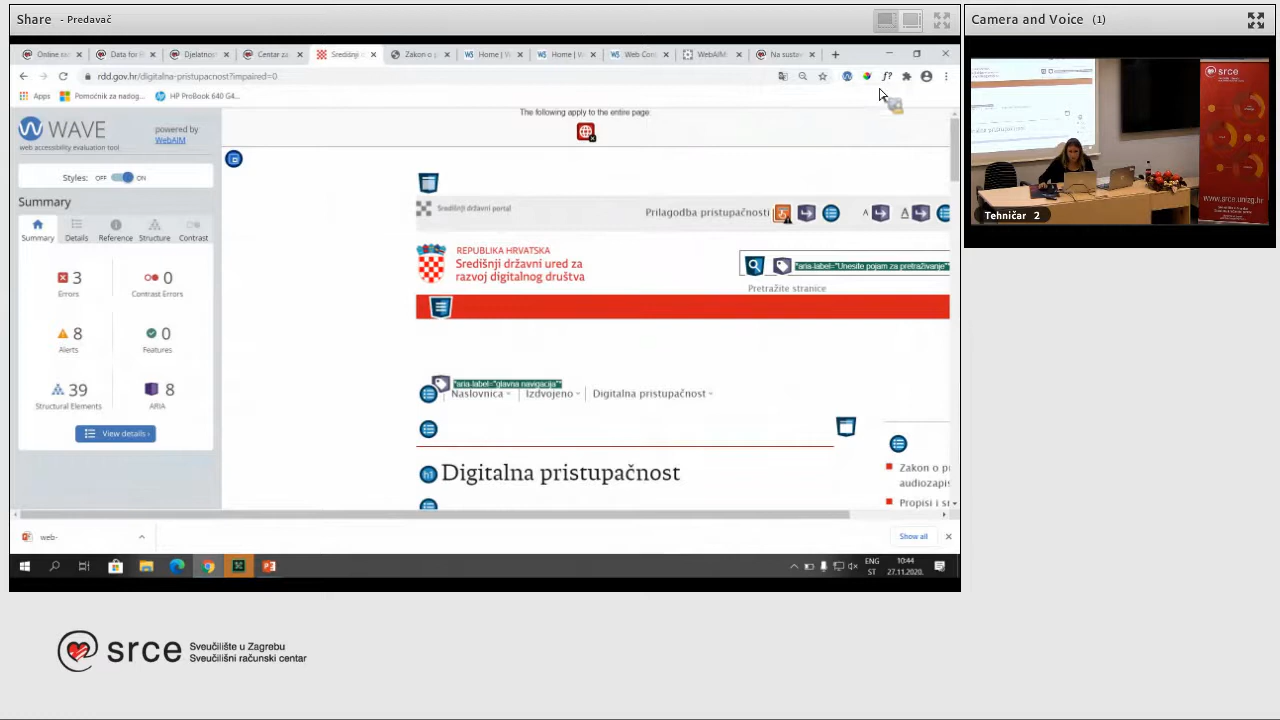 Share - Predavač
Camera and Voice (1)
Online
Data for
Djelatnos
Centar za
Središnji
Zakon o p
Home | W
Home | W
Web Con
WebAIM:
Na sustav
rdd.gov.hr/digitalna-pristupacnost?impaired=0
Apps
Pomoćnik za nadog...
HP ProBook 640 G4...
WAVE
web accessibility evaluation tool
powered by
WebAIM
Styles: OFF ON
Summary
Summary Details Reference Structure Contrast
3
Errors
0
Contrast Errors
8
Alerts
0
Features
39
Structural Elements
8
ARIA
View details ›
The following apply to the entire page:
Središnji državni portal
Prilagodba pristupačnosti
A
A
REPUBLIKA HRVATSKA
Središnji državni ured za
razvoj digitalnog društva
*aria-label="Unesite pojam za pretraživanje"*
Pretražite stranice
*aria-label="glavna navigacija"*
Naslovnica
Izdvojeno
Digitalna pristupačnost
h1
Digitalna pristupačnost
Zakon o p
audiozapis
Propisi i s
web-
Show all
ENG
ST
10:44
27.11.2020.
srce
www.srce.unizg.hr
Tehničar 2
srce
Sveučilište u Zagrebu
Sveučilišni računski centar